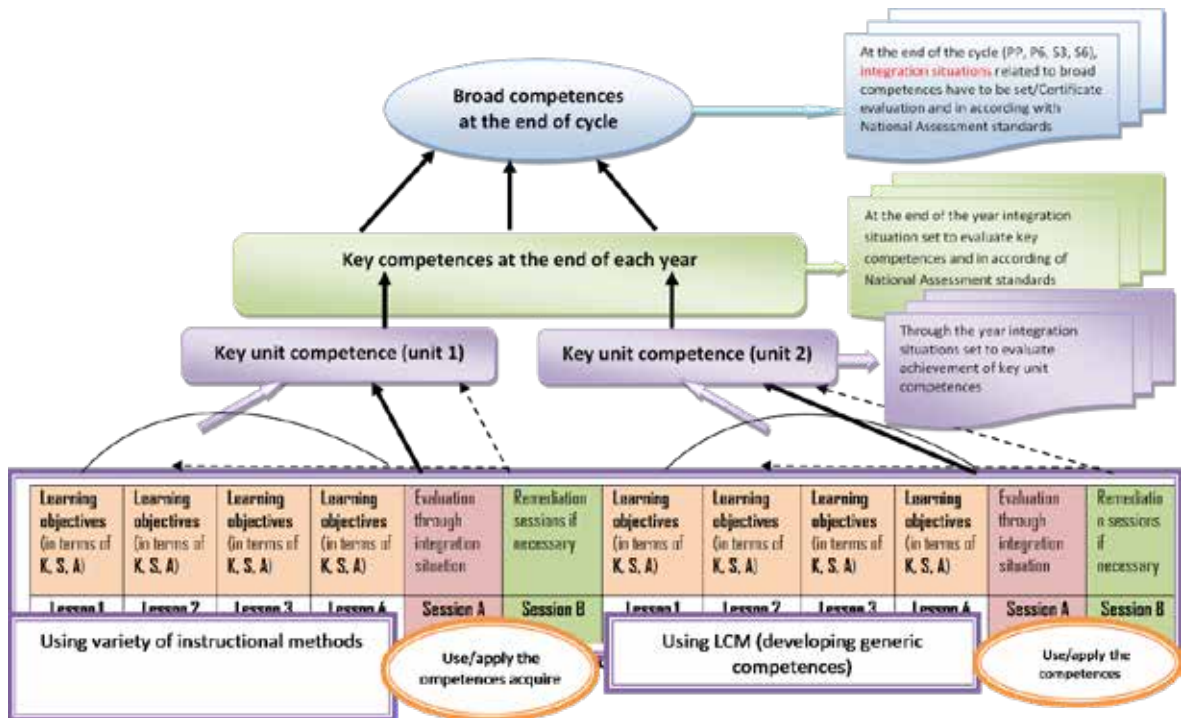 Broad competences
at the end of cycle
At the end of the cycle (PP, P6, S3, S6),
integration situations related to broad
competences have to be set/Certificate
evaluation and in according with
National Assessment standards
Key competences at the end of each year
At the end of the year integration
situation set to evaluate key
competences and in according of
National Assessment standards
Key unit competence (unit 1)
Key unit competence (unit 2)
Through the year integration
situations set to evaluate
achievement of key unit
competences
Learning
objectives
(in terms of
K, S, A)
Lesson 1
Learning
objectives
(in terms of
K, S, A)
Lesson 2
Learning
objectives
(in terms of
K, S, A)
Lesson 3
Learning
objectives
(in terms of
K, S, A)
Lesson 4
Evaluation
through
integration
situation
Session A
Remediation
sessions if
necessary
Session B
Learning
objectives
(in terms of
K, S, A)
Lesson 1
Learning
objectives
(in terms of
K, S, A)
Lesson 2
Learning
objectives
(in terms of
K, S, A)
Lesson 3
Learning
objectives
(in terms of
K, S, A)
Lesson 4
Evaluation
through
integration
situation
Session A
Remediatio
n sessions
if
necessary
Session B
Using variety of instructional methods
Use/apply the
ompetences acquire
Using LCM (developing generic
competences)
Use/apply the
competences